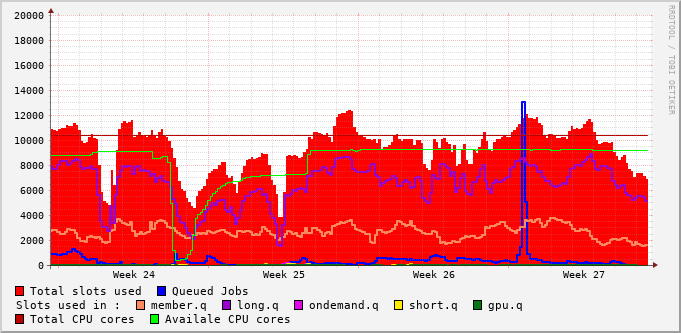 20000
18000
16000
14000
12000
10000
8000
6000
4000
2000
0
Week 24 Week 25 Week 26 Week 27
RRDTOOL / TOBI OETIKER
Total slots used Queued Jobs
Slots used in : member.q long.q ondemand.q short.q gpu.q
Total CPU cores Availale CPU cores